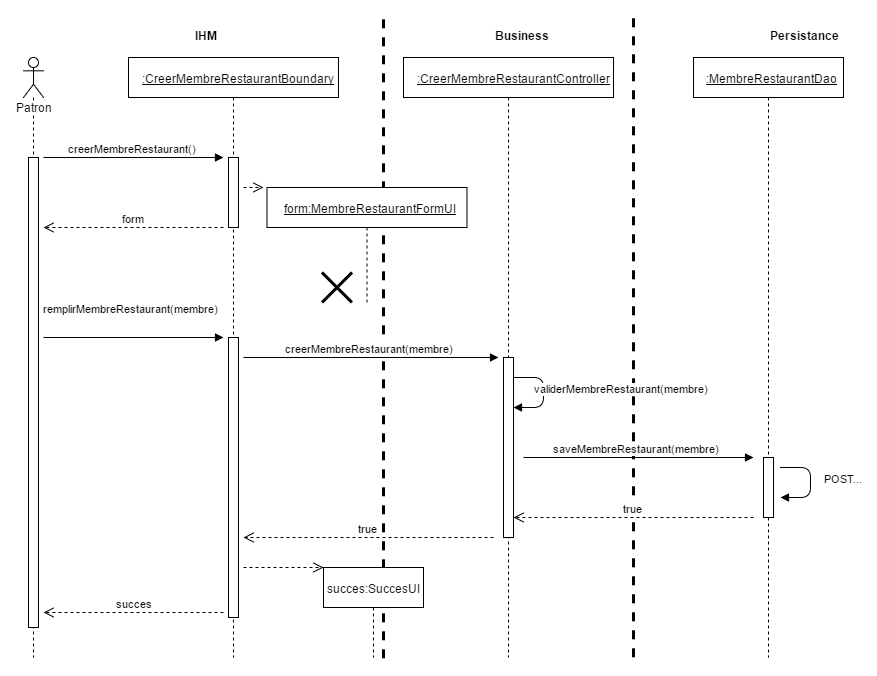 IHM
Business
Persistance
:CreerMembreRestaurantBoundary
:CreerMembreRestaurantController
:MembreRestaurantDao
Patron
creerMembreRestaurant()
form:MembreRestaurantFormUI
form
remplirMembreRestaurant(membre)
creerMembreRestaurant(membre)
validerMembreRestaurant(membre)
saveMembreRestaurant(membre)
POST...
true
true
succes:SuccesUI
succes